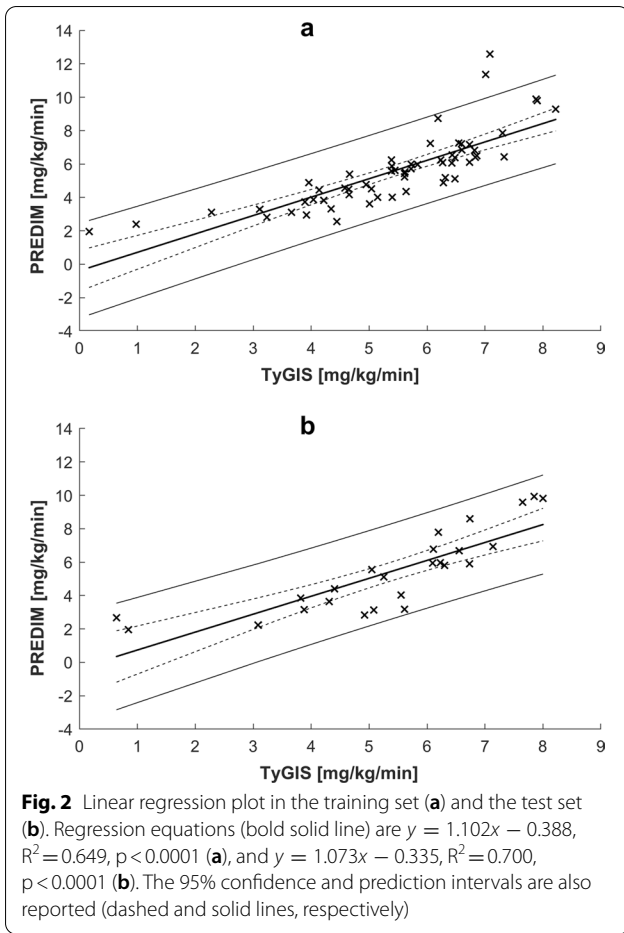 a
14
12
10
8
6
4
2
0
-2
-4
PREDIM [mg/kg/min]
0 1 2 3 4 5 6 7 8 9
TyGIS [mg/kg/min]
b
14
12
10
8
6
4
2
0
-2
-4
PREDIM [mg/kg/min]
0 1 2 3 4 5 6 7 8 9
TyGIS [mg/kg/min]
Fig. 2 Linear regression plot in the training set (a) and the test set
(b). Regression equations (bold solid line) are y = 1.102x − 0.388,
R² = 0.649, p < 0.0001 (a), and y = 1.073x − 0.335, R² = 0.700,
p < 0.0001 (b). The 95% confidence and prediction intervals are also
reported (dashed and solid lines, respectively)